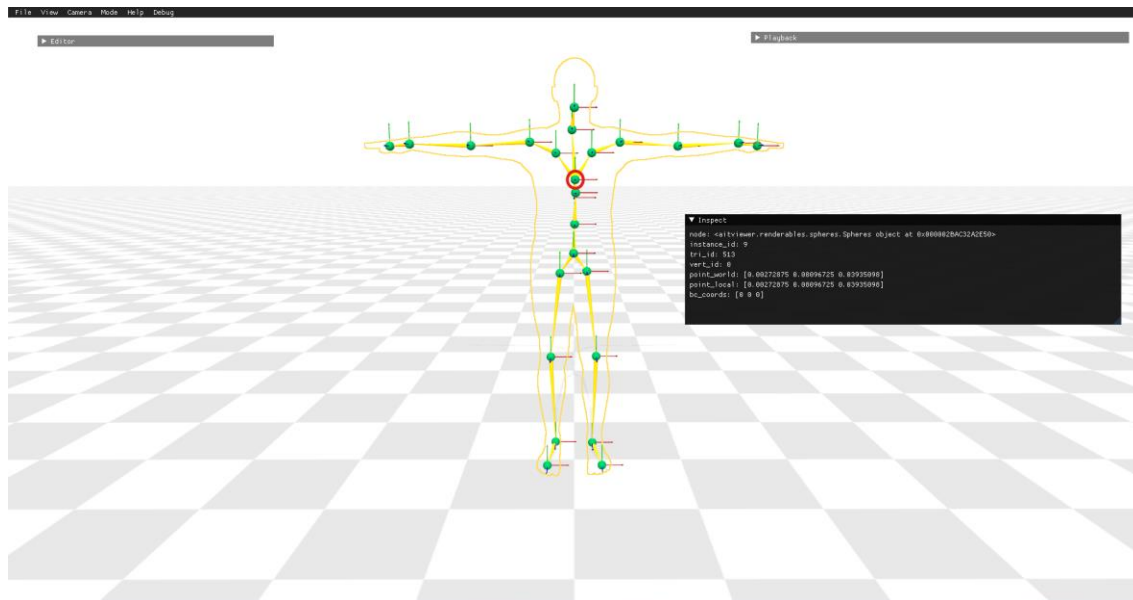 File View Camera Mode Help Debug
▶ Editor
▶ Playback
▼ Inspect
node: <aitviewer.renderables.spheres.Spheres object at 0x000002BAC32A2E50>
instance_id: 9
tri_id: 513
vert_id: 0
point_world: [0.00272875 0.00096725 0.03935098]
point_local: [0.00272875 0.00096725 0.03935098]
bc_coords: [0 0 0]